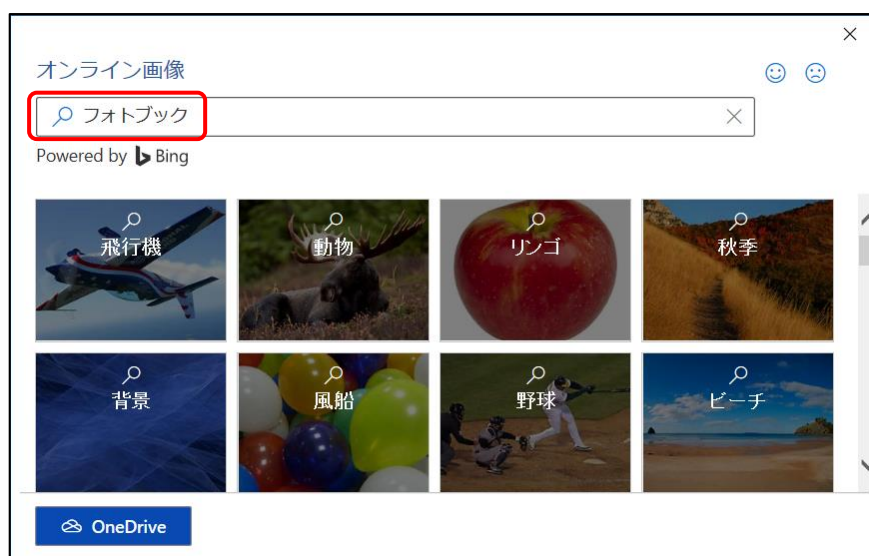 オンライン画像
フォトブック
Powered by Bing
飛行機
動物
リンゴ
秋季
背景
風船
野球
ビーチ
OneDrive